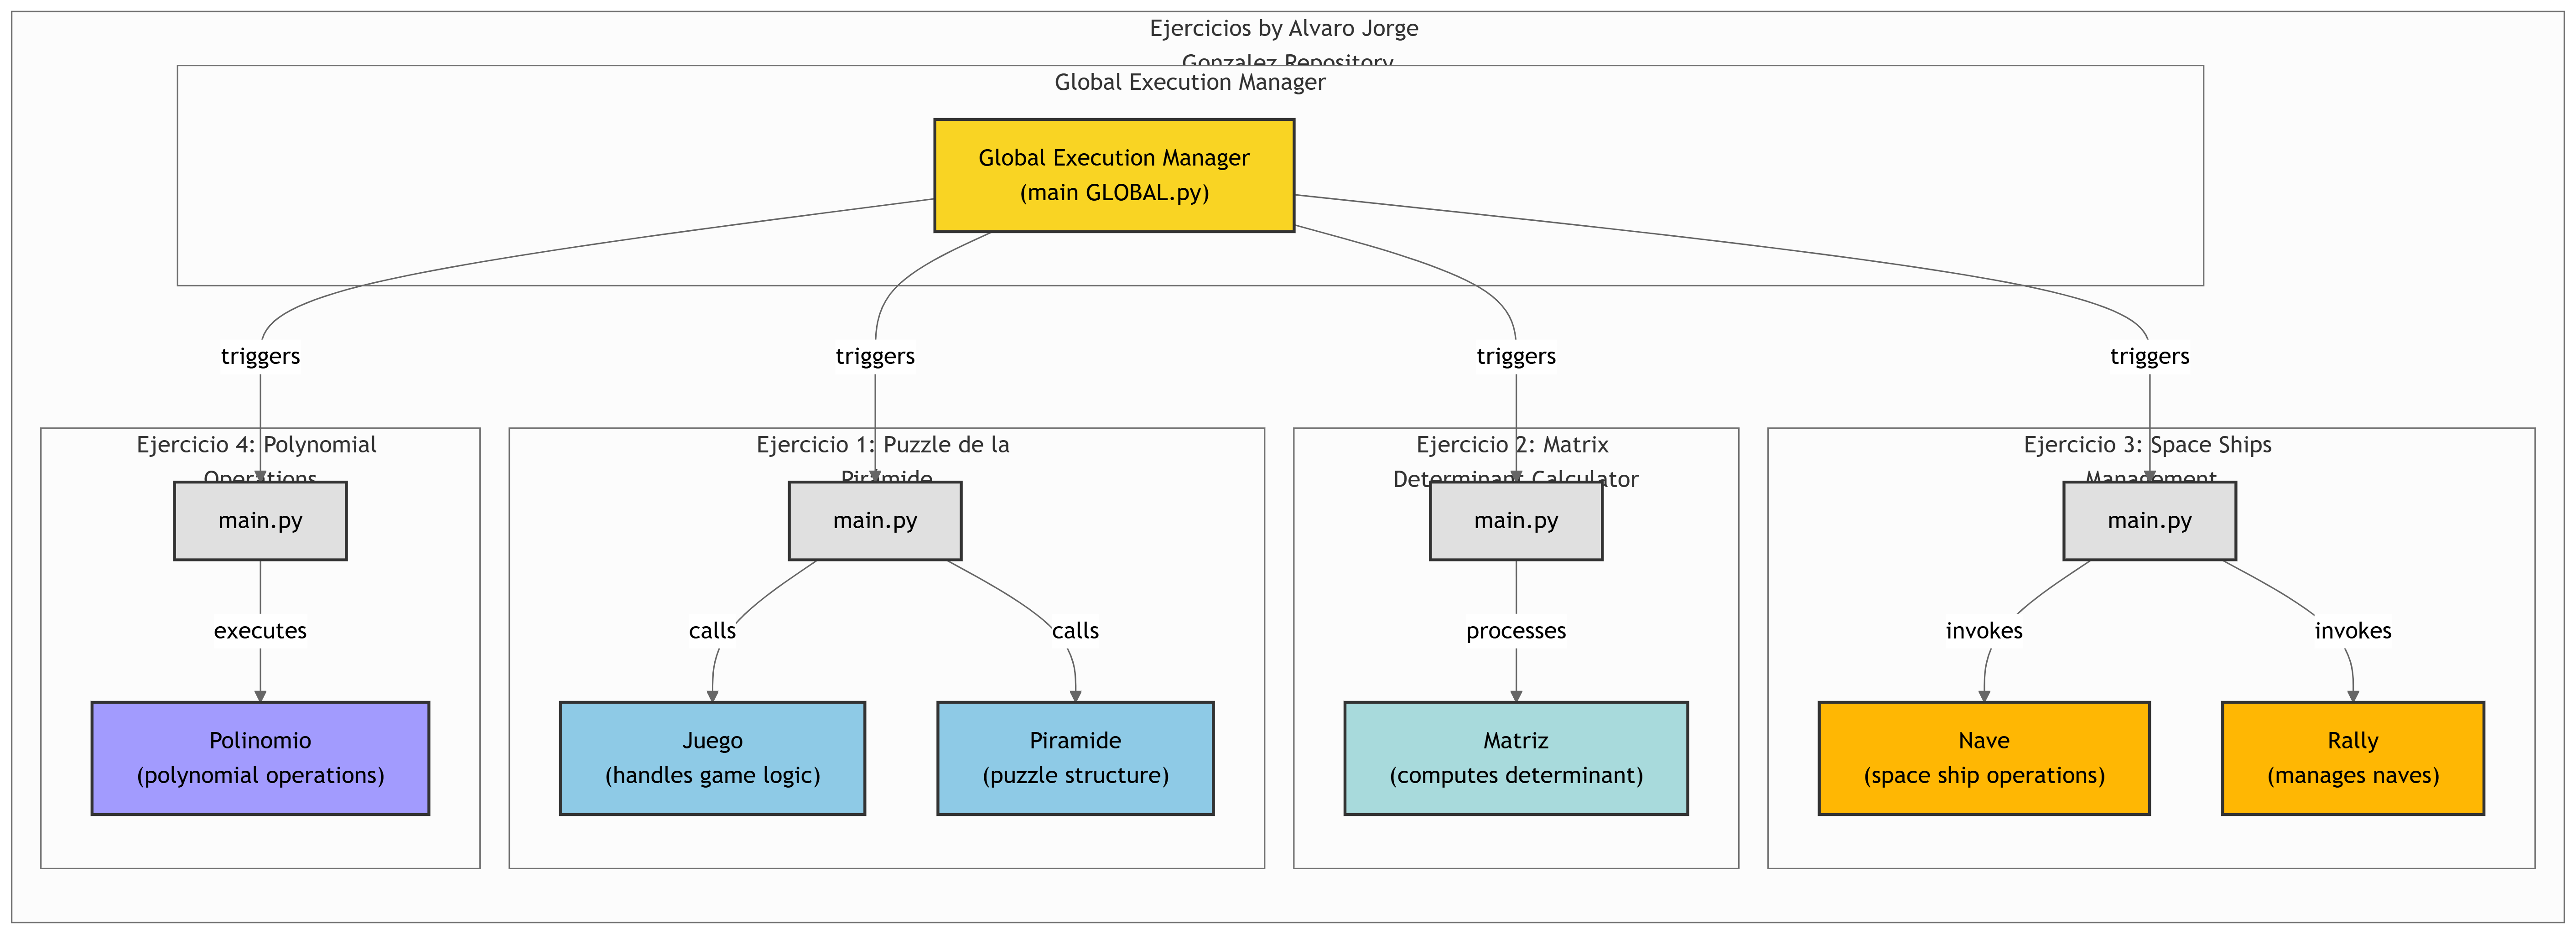 Ejercicios by Alvaro Jorge
Gonzalez Repository
Global Execution Manager
Global Execution Manager
(main GLOBAL.py)
triggers
triggers
triggers
triggers
Ejercicio 4: Polynomial
Operations
main.py
executes
Polinomio
(polynomial operations)
Ejercicio 1: Puzzle de la
Piramide
main.py
calls
calls
Juego
(handles game logic)
Piramide
(puzzle structure)
Ejercicio 2: Matrix
Determinant Calculator
main.py
processes
Matriz
(computes determinant)
Ejercicio 3: Space Ships
Management
main.py
invokes
invokes
Nave
(space ship operations)
Rally
(manages naves)